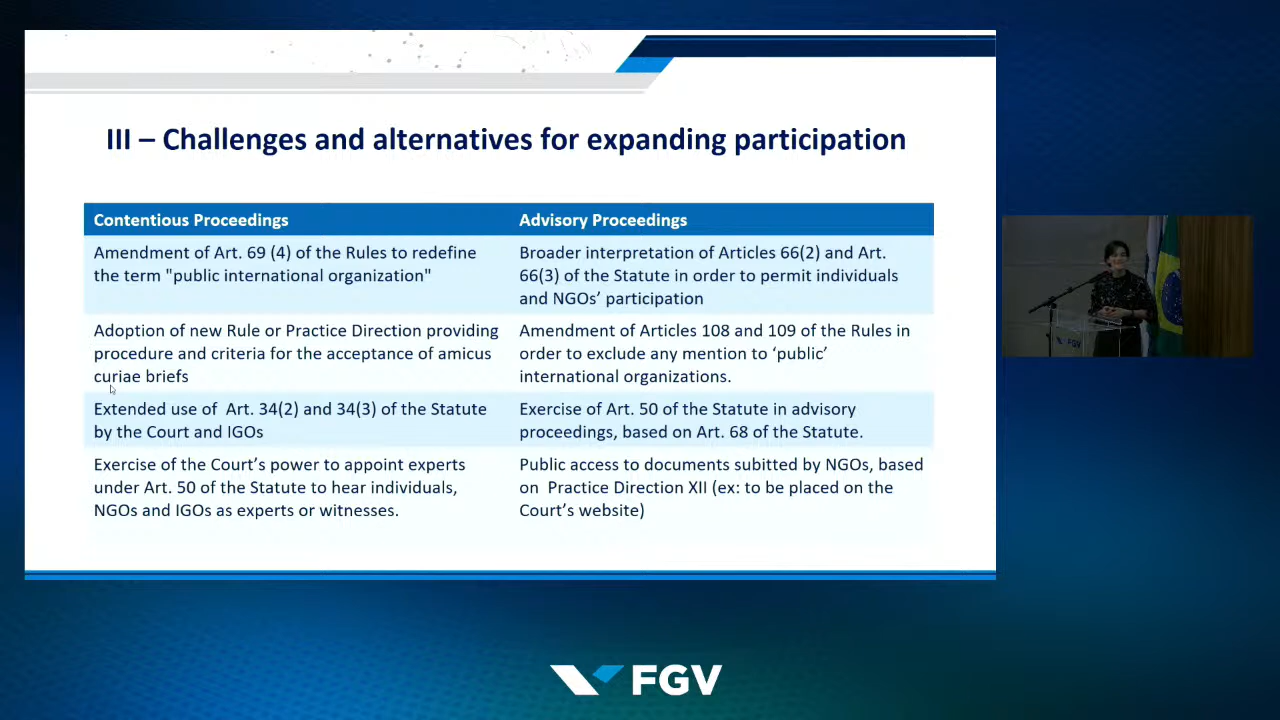 III – Challenges and alternatives for expanding participation
Contentious Proceedings
Advisory Proceedings
Amendment of Art. 69 (4) of the Rules to redefine
the term "public international organization"
Broader interpretation of Articles 66(2) and Art.
66(3) of the Statute in order to permit individuals
and NGOs’ participation
Adoption of new Rule or Practice Direction providing
procedure and criteria for the acceptance of amicus
curiae briefs
Amendment of Articles 108 and 109 of the Rules in
order to exclude any mention to ‘public’
international organizations.
Extended use of  Art. 34(2) and 34(3) of the Statute
by the Court and IGOs
Exercise of Art. 50 of the Statute in advisory
proceedings, based on Art. 68 of the Statute.
Exercise of the Court’s power to appoint experts
under Art. 50 of the Statute to hear individuals,
NGOs and IGOs as experts or witnesses.
Public access to documents subitted by NGOs, based
on  Practice Direction XII (ex: to be placed on the
Court’s website)
FGV
FGV